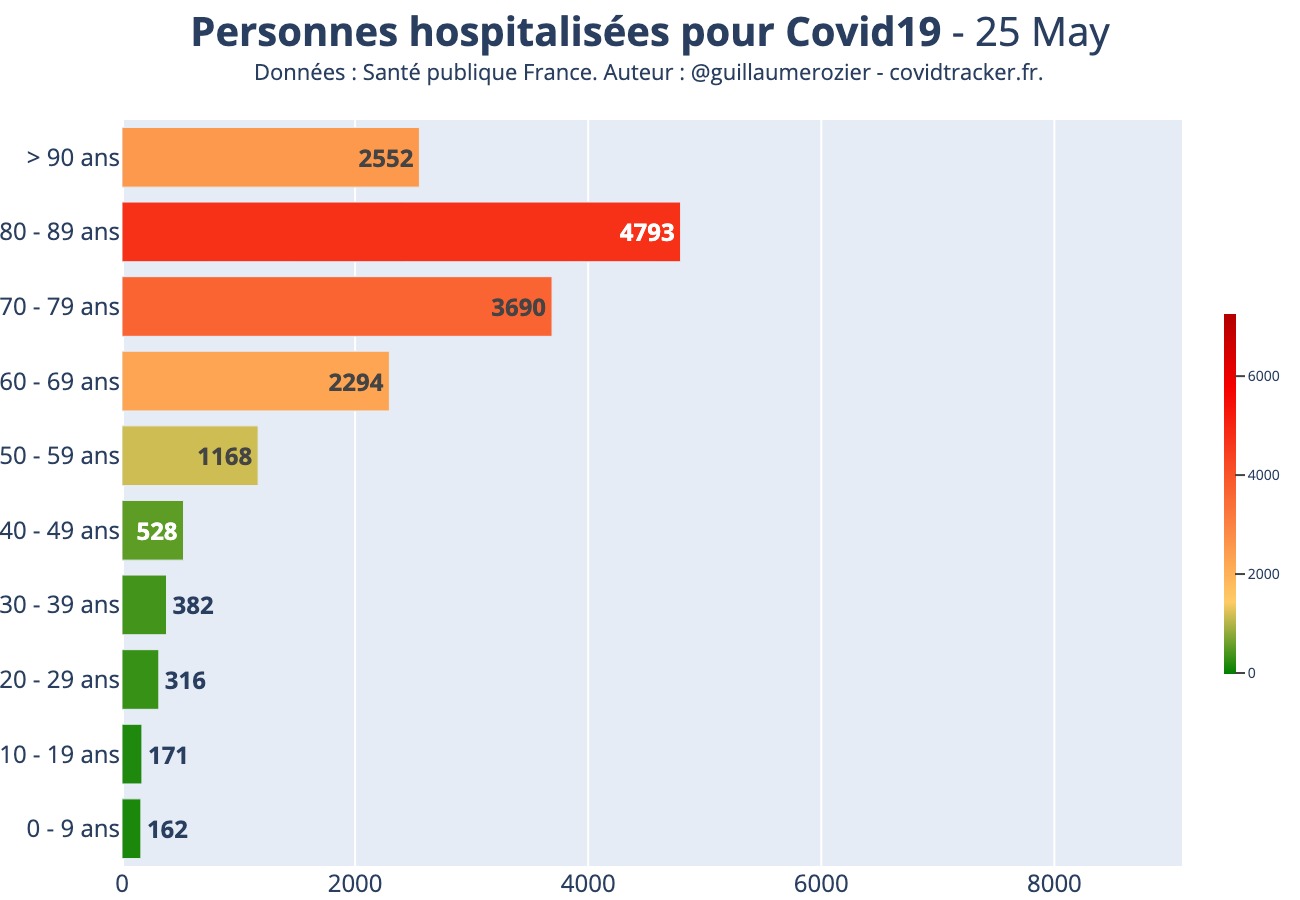 Personnes hospitalisées pour Covid19 - 25 May
Données : Santé publique France. Auteur : @guillaumerozier - covidtracker.fr.
> 90 ans 2552
80 - 89 ans 4793
70 - 79 ans 3690
60 - 69 ans 2294
50 - 59 ans 1168
40 - 49 ans 528
30 - 39 ans 382
20 - 29 ans 316
10 - 19 ans 171
0 - 9 ans 162
0 2000 4000 6000 8000
6000
4000
2000
0